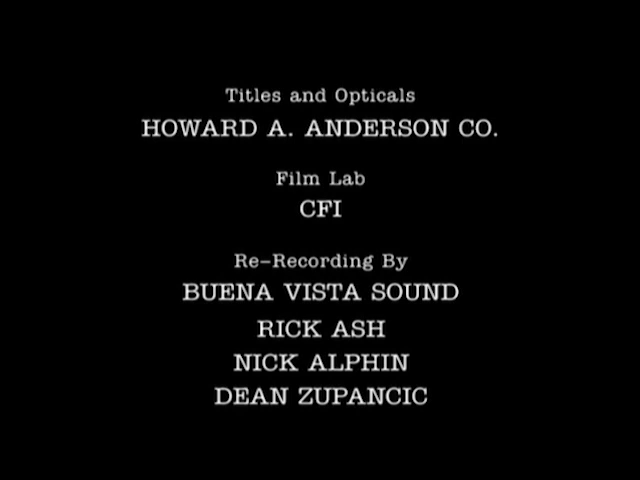 Titles and Opticals
HOWARD A. ANDERSON CO.
Film Lab
CFI
Re-Recording By
BUENA VISTA SOUND
RICK ASH
NICK ALPHIN
DEAN ZUPANCIC